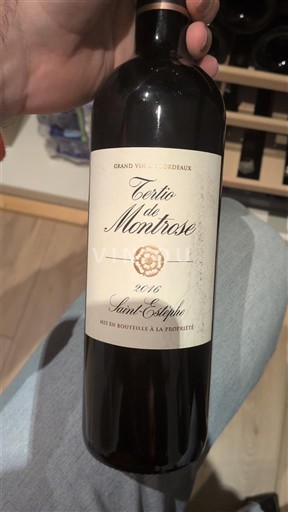 GRAND VIN DE BORDEAUX
Tertio
de
Montrose
2016
Saint-Estèphe
MIS EN BOUTEILLE À LA PROPRIÉTÉ